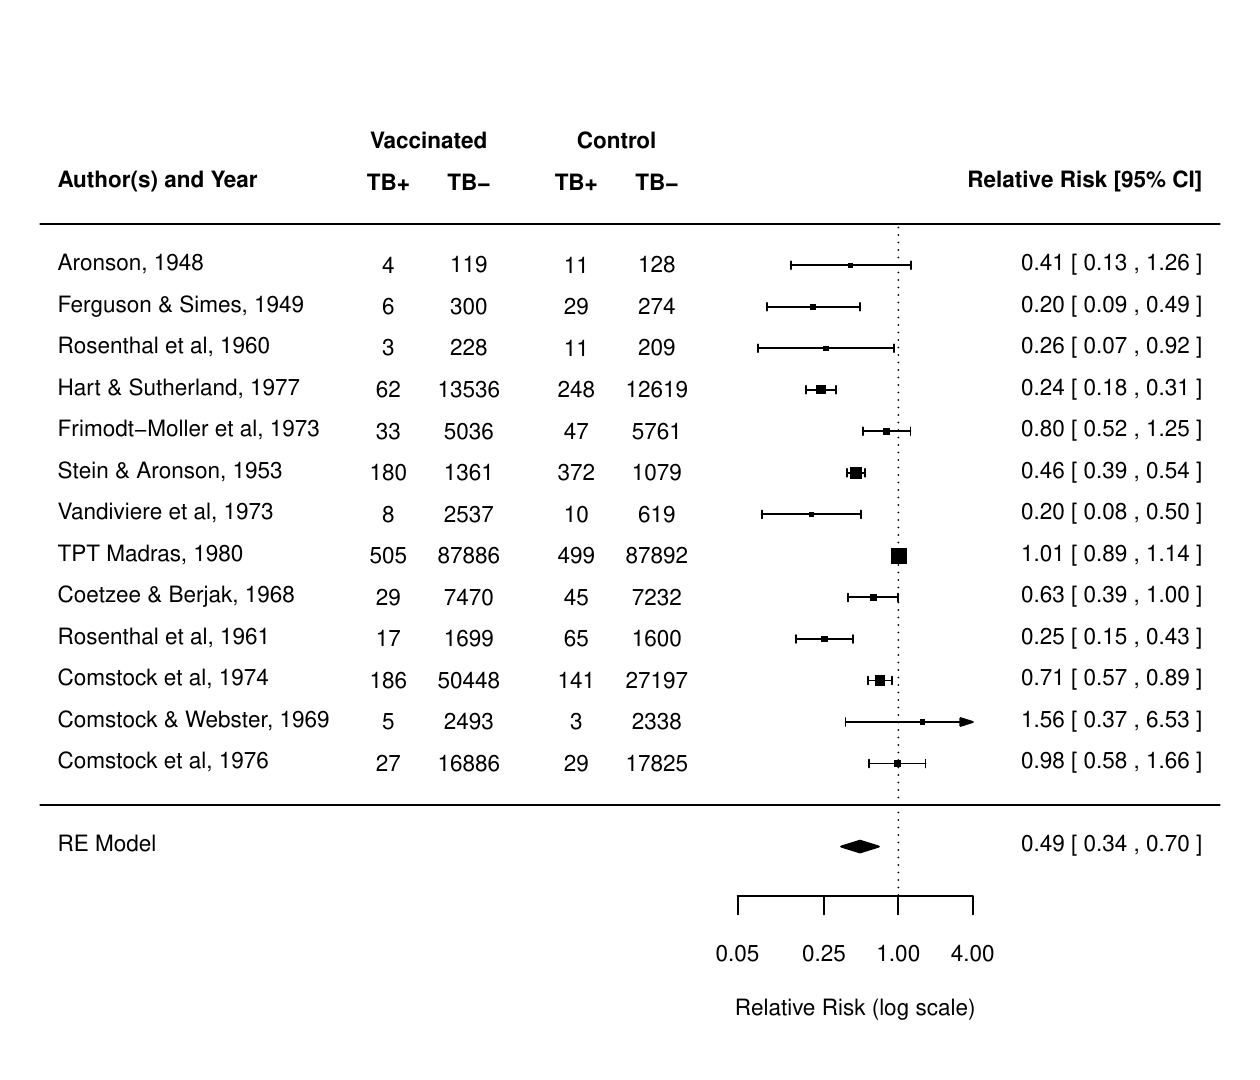 Vaccinated Control
Author(s) and Year TB+ TB− TB+ TB− Relative Risk [95% CI]
Aronson, 1948 4 119 11 128 0.41 [ 0.13 , 1.26 ]
Ferguson & Simes, 1949 6 300 29 274 0.20 [ 0.09 , 0.49 ]
Rosenthal et al, 1960 3 228 11 209 0.26 [ 0.07 , 0.92 ]
Hart & Sutherland, 1977 62 13536 248 12619 0.24 [ 0.18 , 0.31 ]
Frimodt−Moller et al, 1973 33 5036 47 5761 0.80 [ 0.52 , 1.25 ]
Stein & Aronson, 1953 180 1361 372 1079 0.46 [ 0.39 , 0.54 ]
Vandiviere et al, 1973 8 2537 10 619 0.20 [ 0.08 , 0.50 ]
TPT Madras, 1980 505 87886 499 87892 1.01 [ 0.89 , 1.14 ]
Coetzee & Berjak, 1968 29 7470 45 7232 0.63 [ 0.39 , 1.00 ]
Rosenthal et al, 1961 17 1699 65 1600 0.25 [ 0.15 , 0.43 ]
Comstock et al, 1974 186 50448 141 27197 0.71 [ 0.57 , 0.89 ]
Comstock & Webster, 1969 5 2493 3 2338 1.56 [ 0.37 , 6.53 ]
Comstock et al, 1976 27 16886 29 17825 0.98 [ 0.58 , 1.66 ]
RE Model 0.49 [ 0.34 , 0.70 ]
0.05 0.25 1.00 4.00
Relative Risk (log scale)